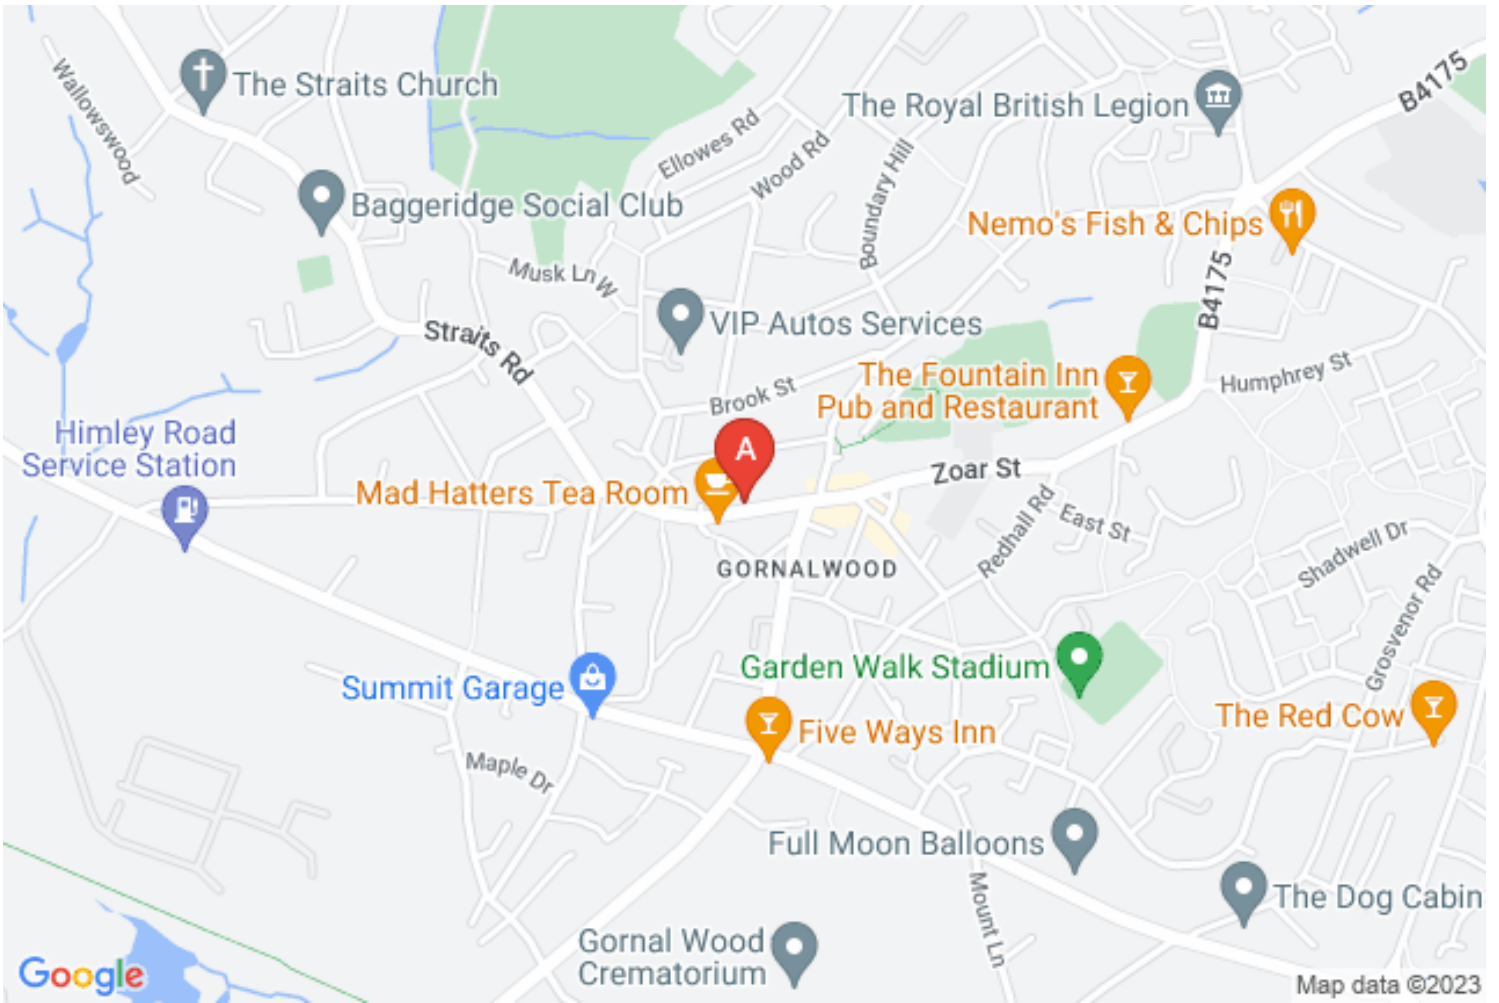 Wallowswood
The Straits Church
Ellowes Rd
Wood Rd
Boundary Hill
The Royal British Legion
B4175
Baggeridge Social Club
Nemo's Fish & Chips
B4175
Musk Ln W
VIP Autos Services
Straits Rd
Brook St
The Fountain Inn
Pub and Restaurant
Humphrey St
Himley Road
Service Station
A
Mad Hatters Tea Room
Zoar St
Redhall Rd
East St
Shadwell Dr
GORNALWOOD
Grosvenor Rd
Garden Walk Stadium
Summit Garage
Five Ways Inn
The Red Cow
Maple Dr
Full Moon Balloons
Mount Ln
The Dog Cabin
Gornal Wood
Crematorium
Google
Map data ©2023